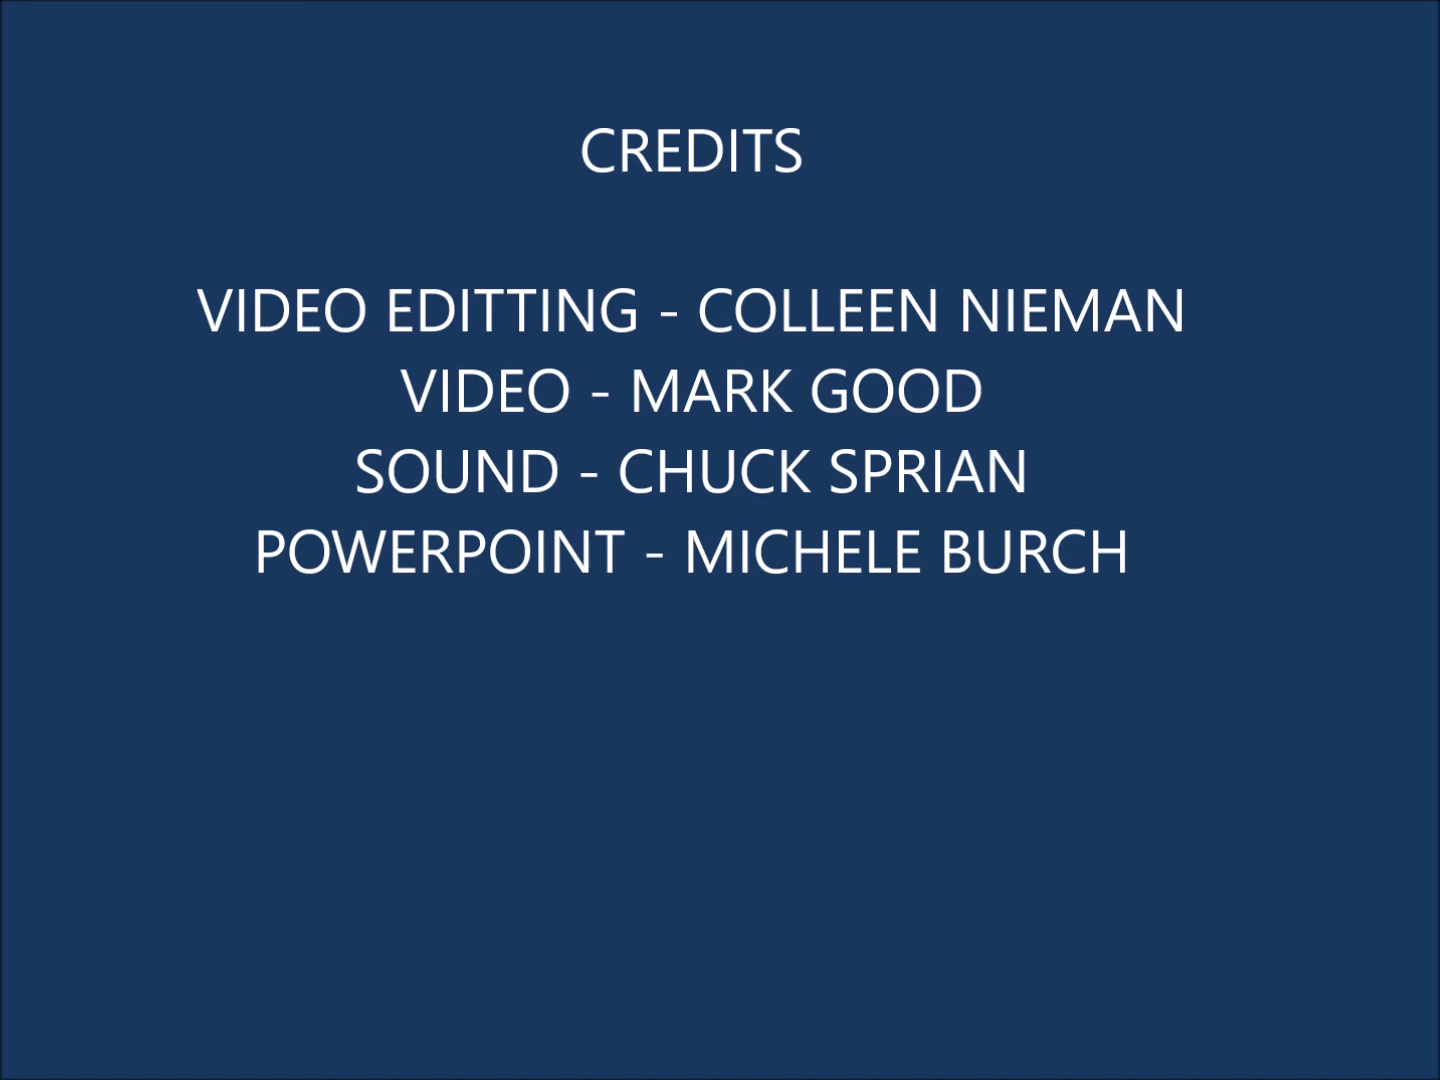 CREDITS
VIDEO EDITTING - COLLEEN NIEMAN
VIDEO - MARK GOOD
SOUND - CHUCK SPRIAN
POWERPOINT - MICHELE BURCH